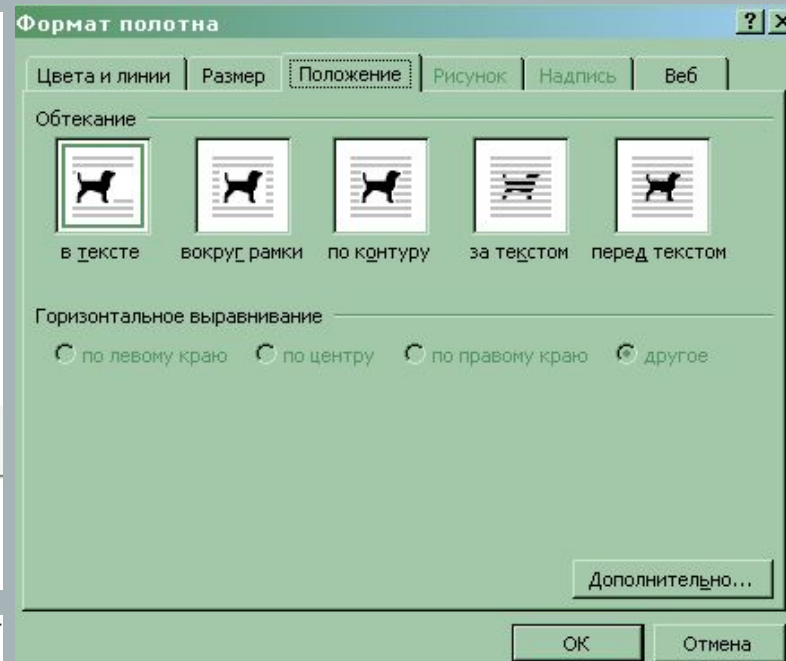 Формат полотна
Цвета и линии Размер Положение Рисунок Надпись Веб
Обтекание
в тексте вокруг рамки по контуру за текстом перед текстом
Горизонтальное выравнивание
по левому краю по центру по правому краю другое
Дополнительно...
ОК Отмена